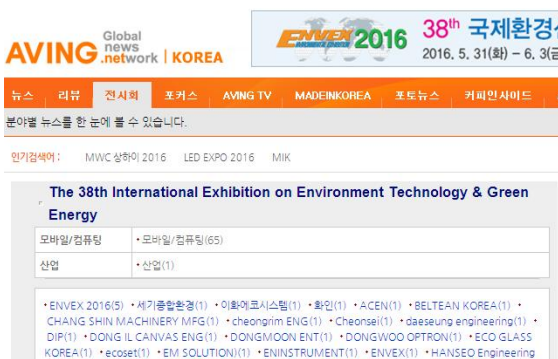 AVING Global news .network | KOREA
ENVEX 2016
38th 국제환경
2016. 5. 31(화) – 6. 3(금
뉴스 리뷰 전시회 포커스 AVING TV MADEINKOREA 포토뉴스 커피인사이드
분야별 뉴스를 한 눈에 볼 수 있습니다.
인기검색어 : MWC 상하이 2016 LED EXPO 2016 MIK
The 38th International Exhibition on Environment Technology & Green
Energy
모바일/컴퓨팅 • 모바일/컴퓨팅(65)
산업 • 산업(1)
• ENVEX 2016(5) • 세기종합환경(1) • 이화에코시스템(1) • 확인(1) • ACEN(1) • BELTEAN KOREA(1) •
CHANG SHIN MACHINERY MFG(1) • cheongrim ENG(1) • Cheonsei(1) • daeseung engineering(1) •
DIP(1) • DONG IL CANVAS ENG(1) • DONGMOON ENT(1) • DONGWOO OPTRON(1) • ECO GLASS
KOREA(1) • ecoset(1) • EM SOLUTION)(1) • ENINSTRUMENT(1) • ENVEX(1) • HANSEO Engineering